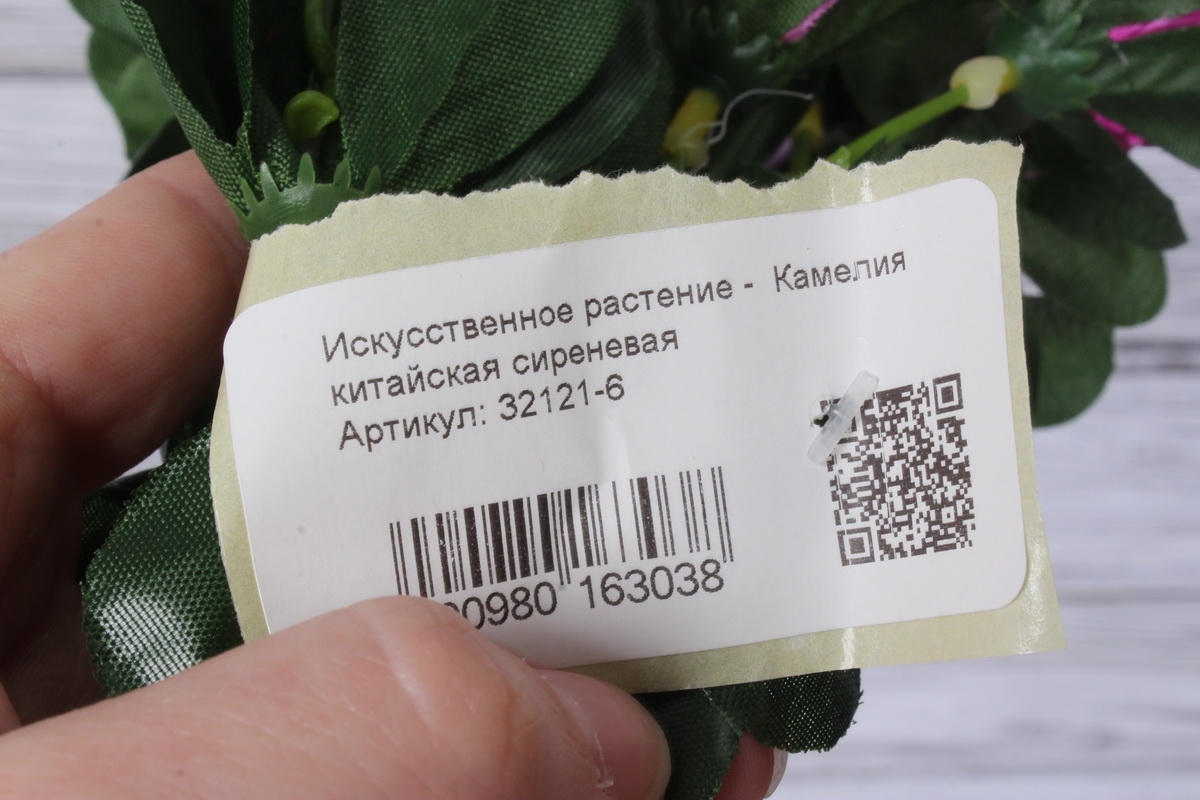 Искусственное растение - Камелия
китайская сиреневая
Артикул: 32121-6
163038